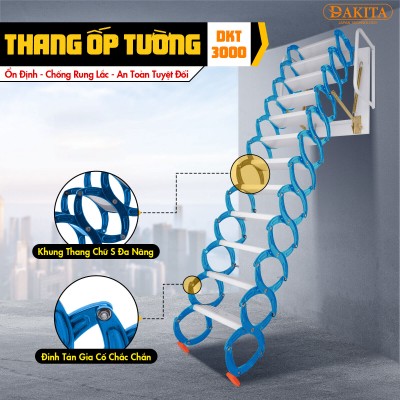 DAKITA
THANG ỐP TƯỜNG
DKT
3000
Ổn Định - Chống Rung Lắc - An Toàn Tuyệt Đối
Khung Thang Chữ S Đa Năng
Đinh Tán Gia Cố Chắc Chắn